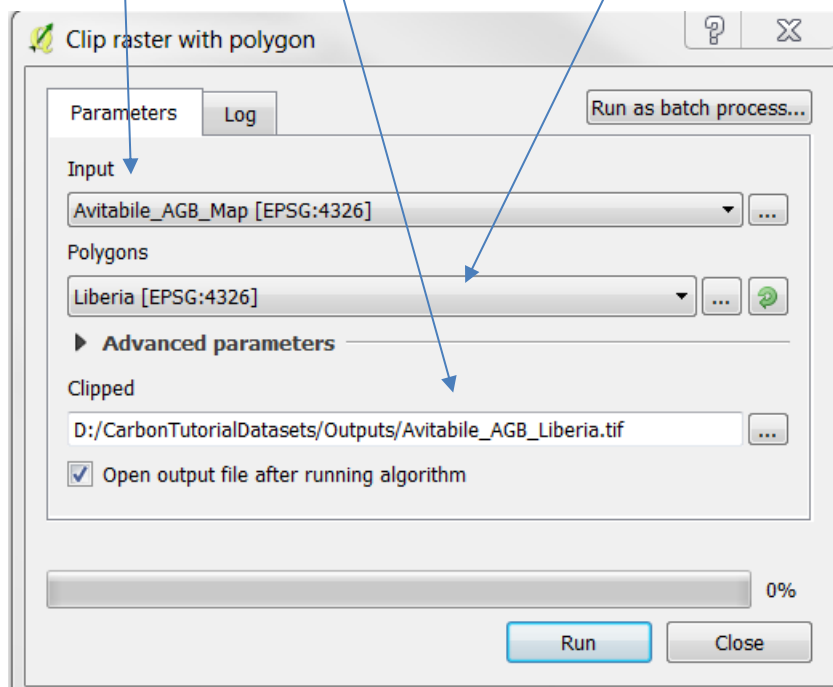 Clip raster with polygon
Parameters
Log
Run as batch process...
Input
Avitabile_AGB_Map [EPSG:4326]
...
Polygons
Liberia [EPSG:4326]
...
Advanced parameters
Clipped
D:/CarbonTutorialDatasets/Outputs/Avitabile_AGB_Liberia.tif
...
Open output file after running algorithm
0%
Run
Close